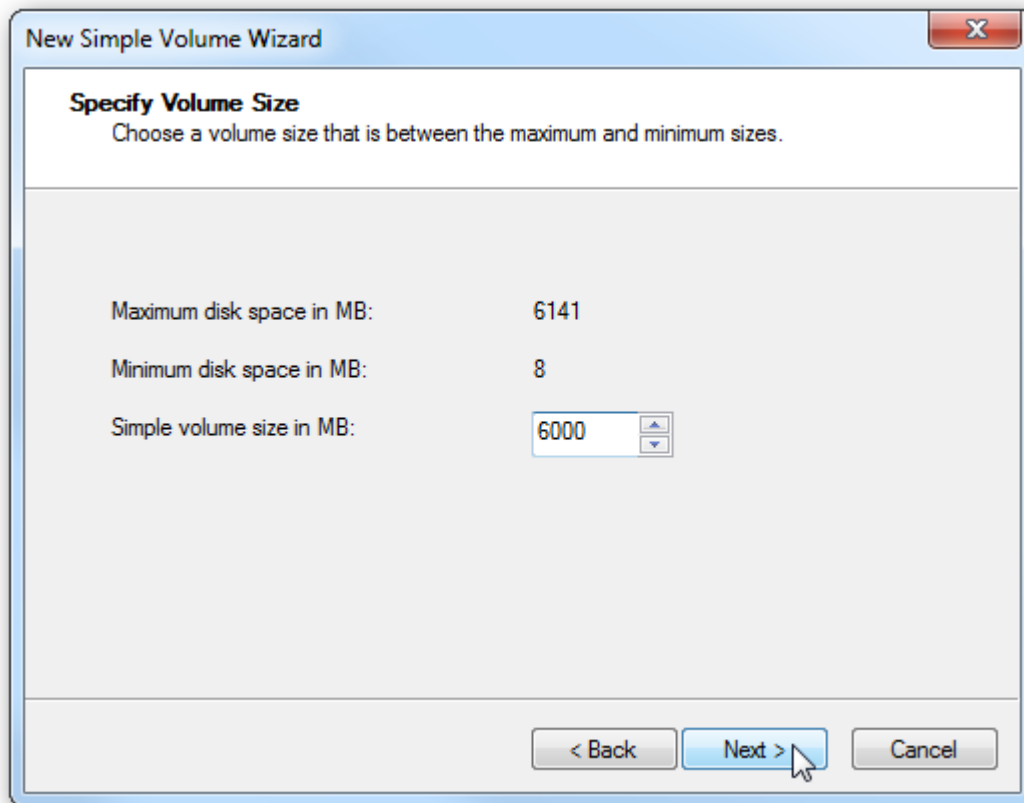 New Simple Volume Wizard
Specify Volume Size
Choose a volume size that is between the maximum and minimum sizes.
Maximum disk space in MB: 6141
Minimum disk space in MB: 8
Simple volume size in MB: 6000
< Back Next > Cancel